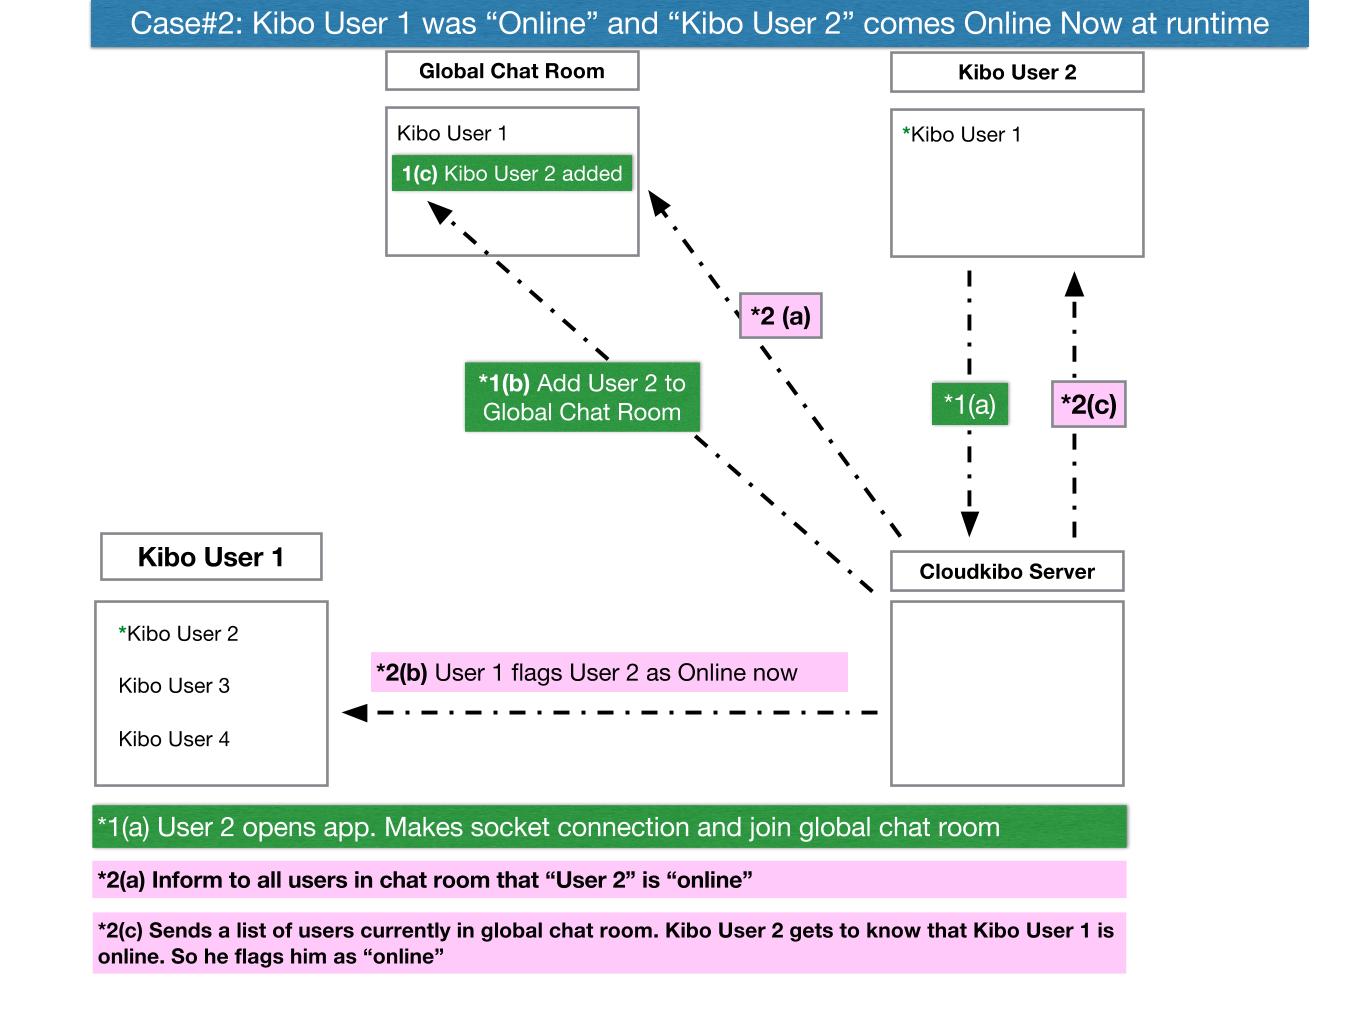 Case#2: Kibo User 1 was “Online” and “Kibo User 2” comes Online Now at runtime
Global Chat Room
Kibo User 2
Kibo User 1
1(c) Kibo User 2 added
*Kibo User 1
*2 (a)
*1(b) Add User 2 to
Global Chat Room
*1(a)
*2(c)
Kibo User 1
Cloudkibo Server
*Kibo User 2
Kibo User 3
Kibo User 4
*2(b) User 1 flags User 2 as Online now
*1(a) User 2 opens app. Makes socket connection and join global chat room
*2(a) Inform to all users in chat room that “User 2” is “online”
*2(c) Sends a list of users currently in global chat room. Kibo User 2 gets to know that Kibo User 1 is
online. So he flags him as “online”